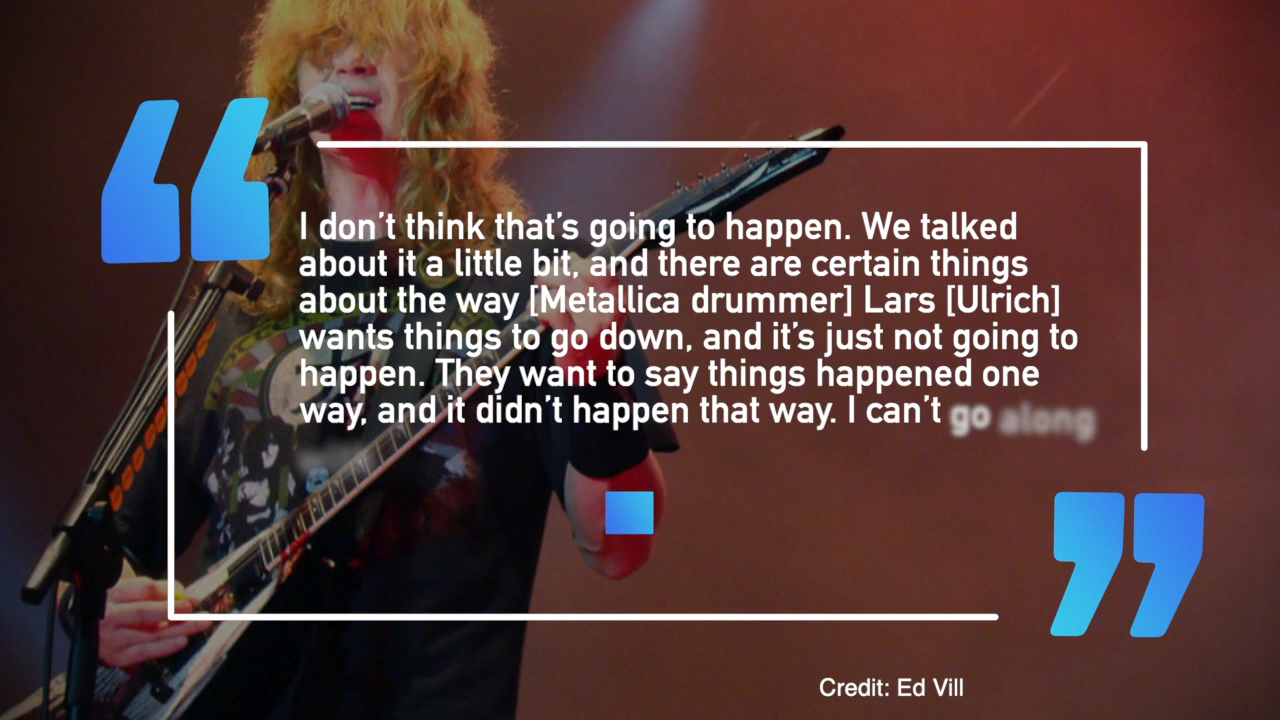 I don’t think that’s going to happen. We talked
about it a little bit, and there are certain things
about the way [Metallica drummer] Lars [Ulrich]
wants things to go down, and it’s just not going to
happen. They want to say things happened one
way, and it didn’t happen that way. I can’t go along
Credit: Ed Vill